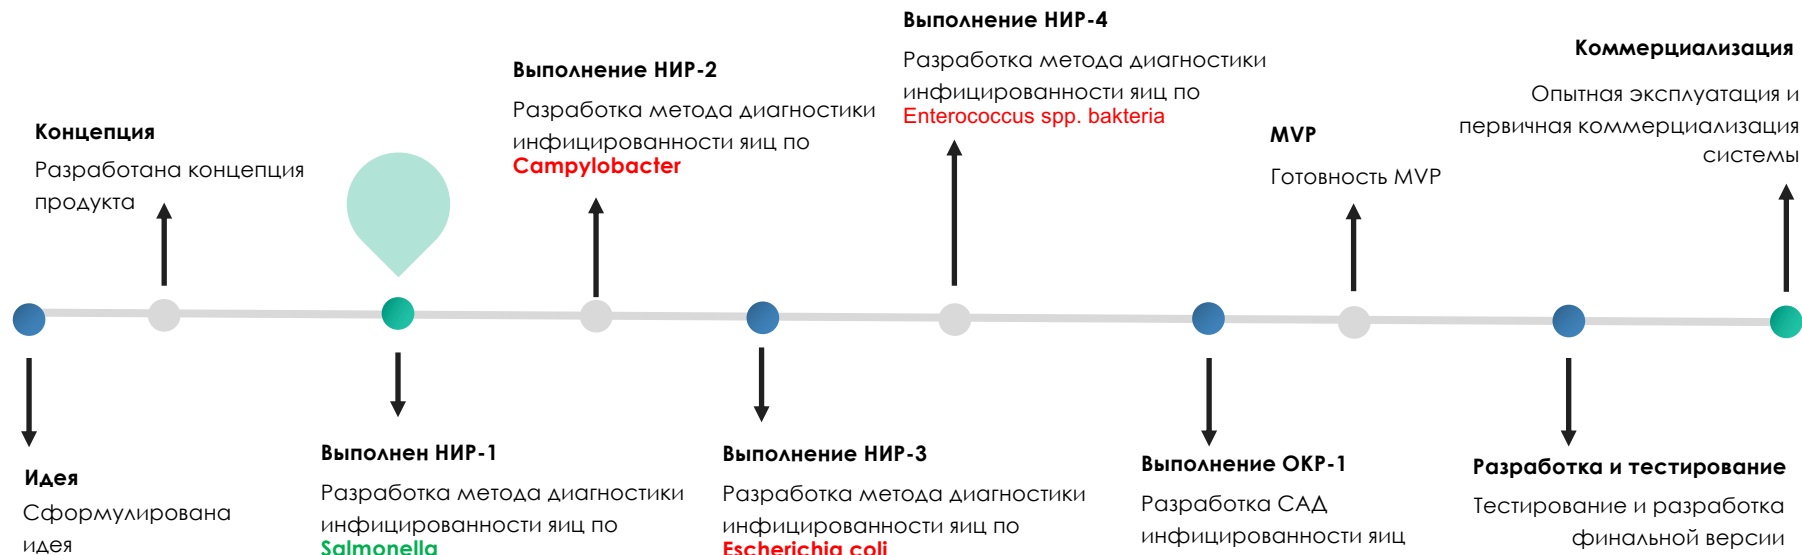 Концепция
Разработана концепция
продукта
Выполнение НИР-2
Разработка метода диагностики
инфицированности яиц по
Campylobacter
Выполнение НИР-4
Разработка метода диагностики
инфицированности яиц по
Enterococcus spp. bakteria
MVP
Готовность MVP
Коммерциализация
Опытная эксплуатация и
первичная коммерциализация
системы
Идея
Сформулирована
идея
Выполнен НИР-1
Разработка метода диагностики
инфицированности яиц по
Salmonella
Выполнение НИР-3
Разработка метода диагностики
инфицированности яиц по
Escherichia coli
Выполнение ОКР-1
Разработка САД
инфицированности яиц
Разработка и тестирование
Тестирование и разработка
финальной версии